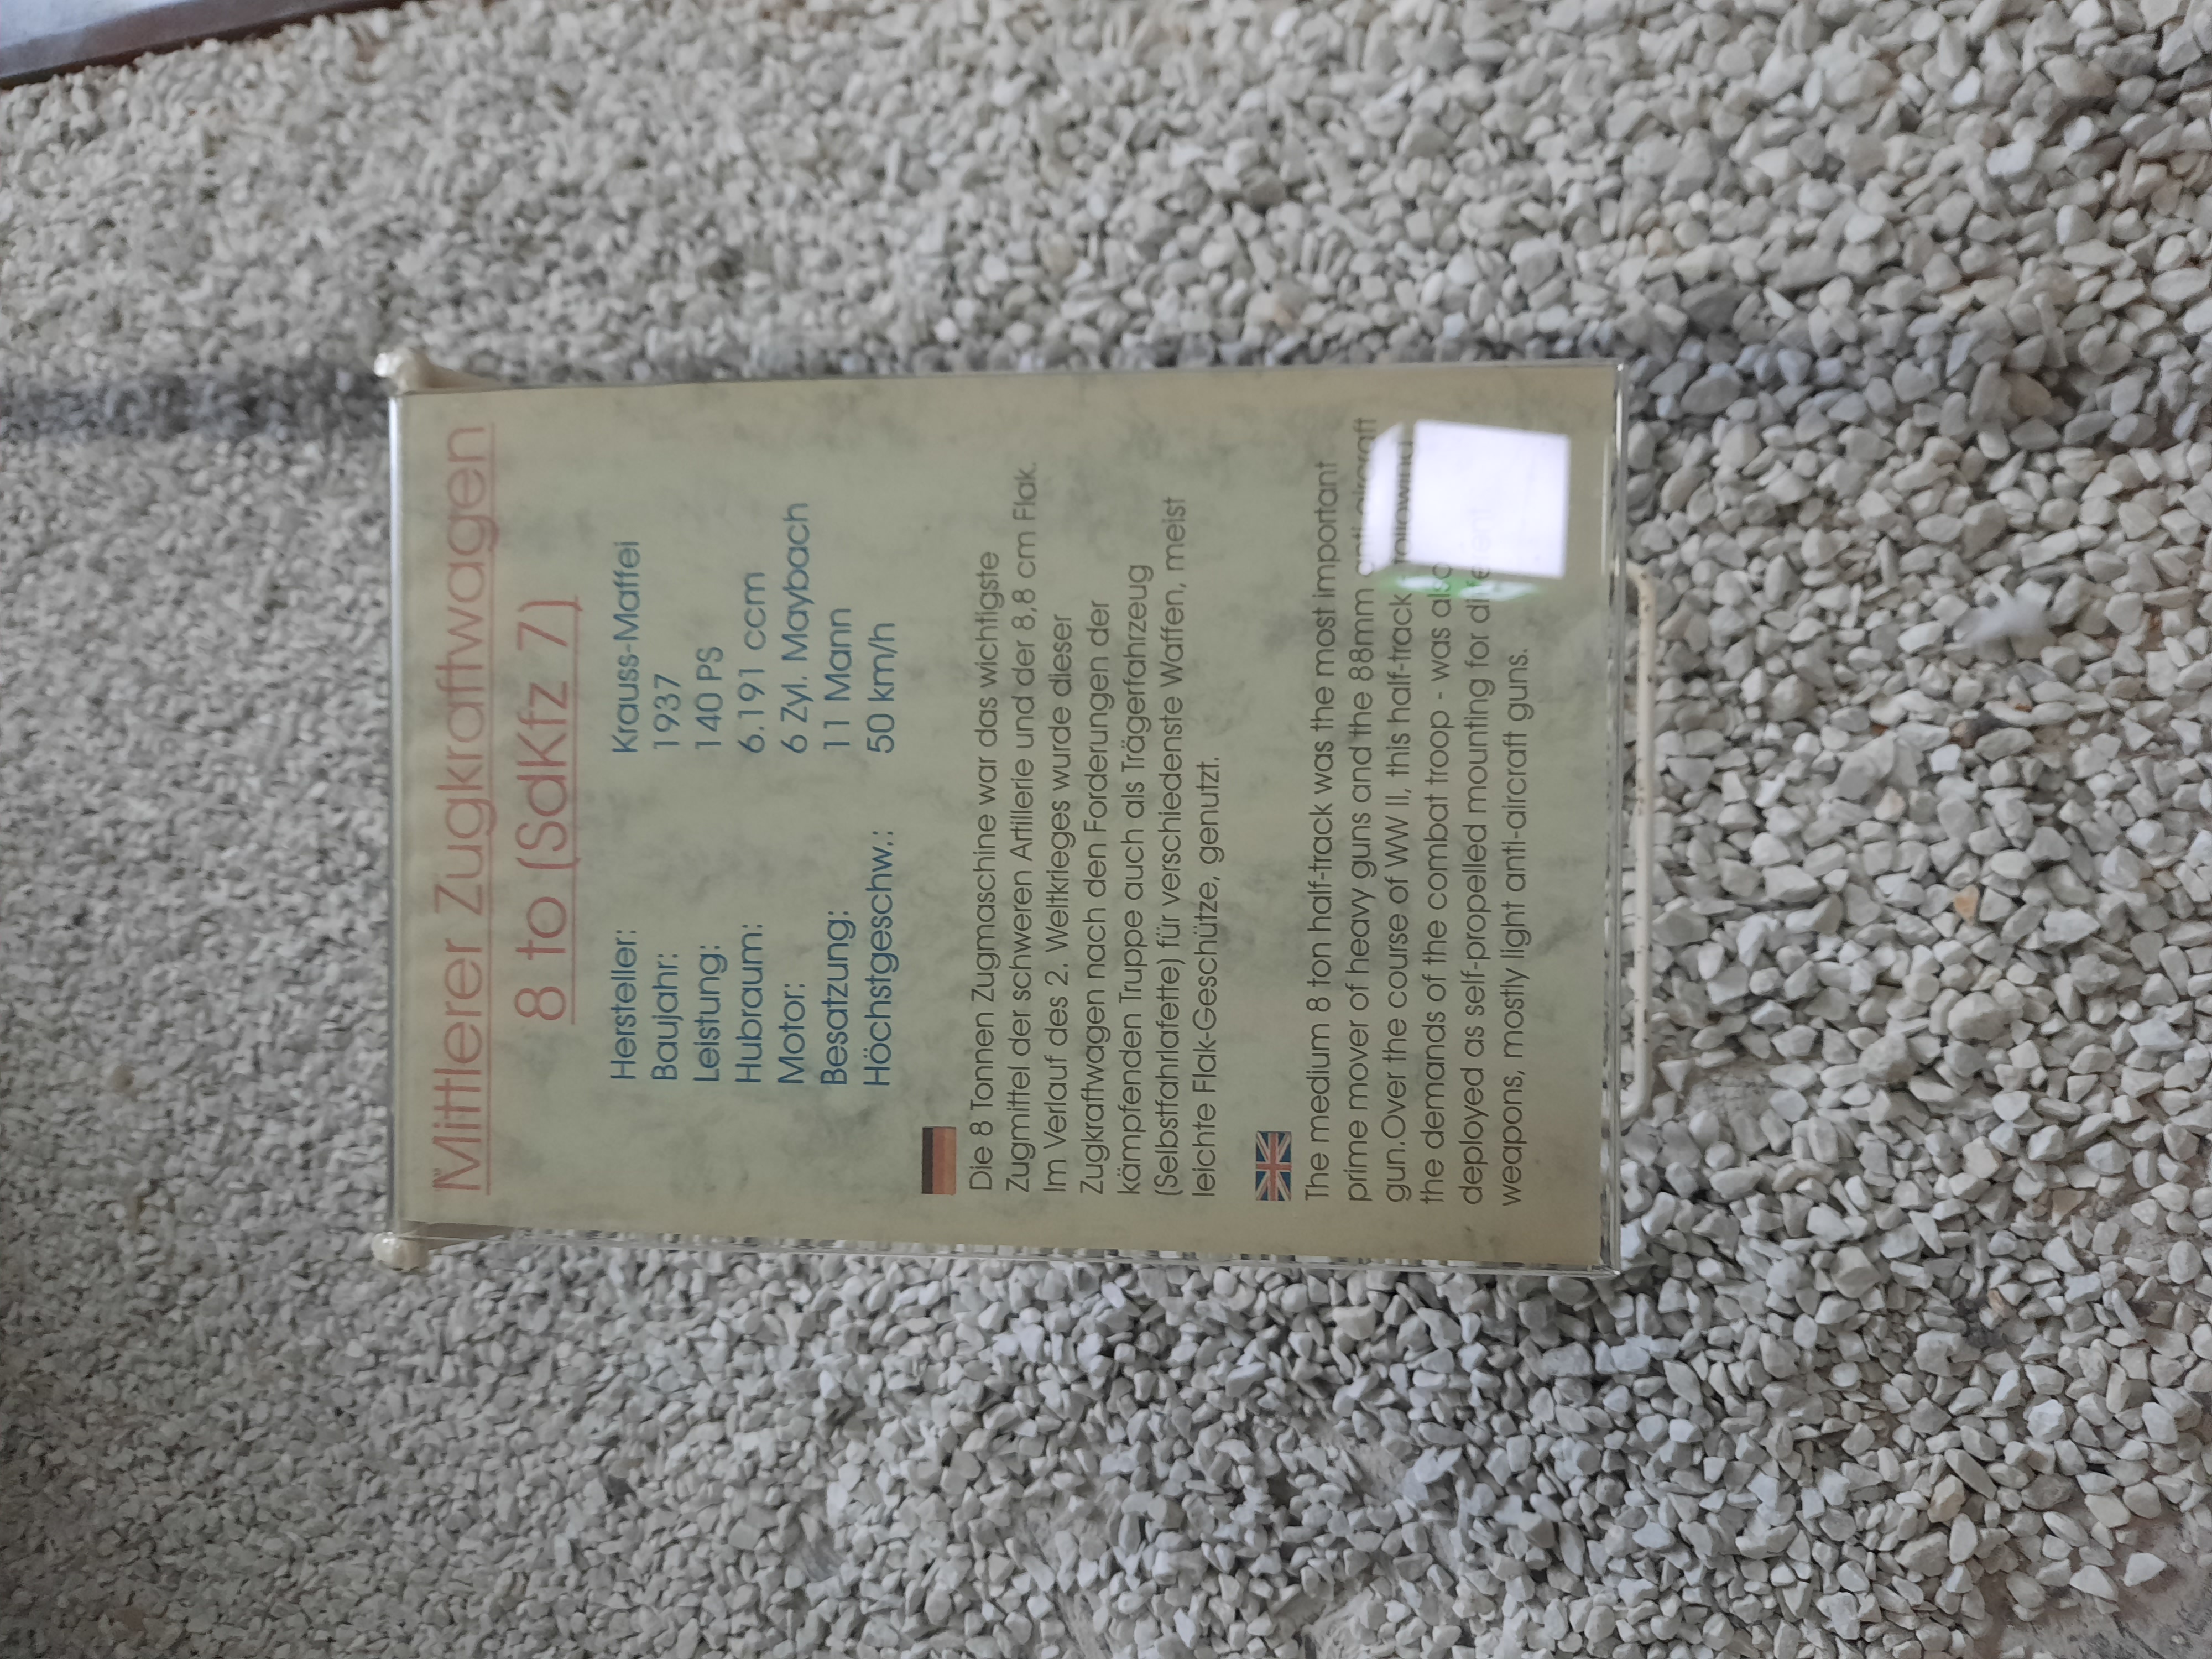 Mittlerer Zugkraftwagen
8 to (SdKfz 7)
Hersteller: Krauss-Maffei
Baujahr: 1937
Leistung: 140 PS
Hubraum: 6.191 ccm
Motor: 6 Zyl. Maybach
Besatzung: 11 Mann
Höchstgeschw.: 50 km/h
Die 8 Tonnen Zugmaschine war das wichtigste
Zugmittel der schweren Artillerie und der 8,8 cm Flak.
Im Verlauf des 2. Weltkrieges wurde dieser
Zugkraftwagen nach den Forderungen der
kämpfenden Truppe auch als Trägerfahrzeug
(Selbstfahrlafette) für verschiedenste Waffen, meist
leichte Flak-Geschütze, genutzt.
The medium 8 ton half-track was the most important
prime mover of heavy guns and the 88mm anti-aircraft
gun.Over the course of WW II, this half-track - following
the demands of the combat troop - was also
deployed as self-propelled mounting for different
weapons, mostly light anti-aircraft guns.